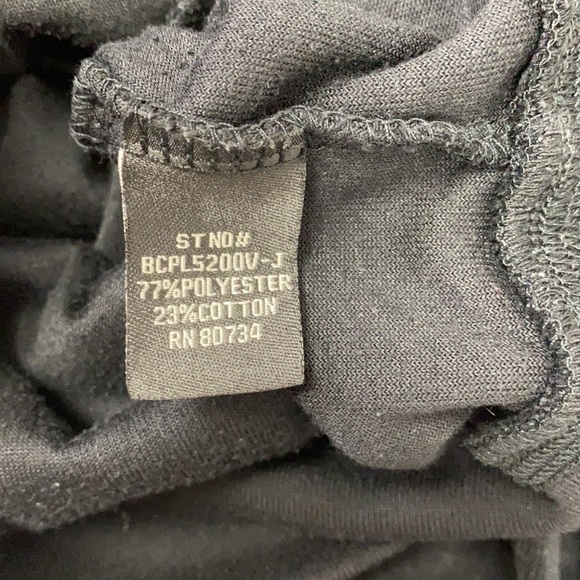 STNO#
BCPL5200V-J
77%POLYESTER
23%COTTON
RN 80734